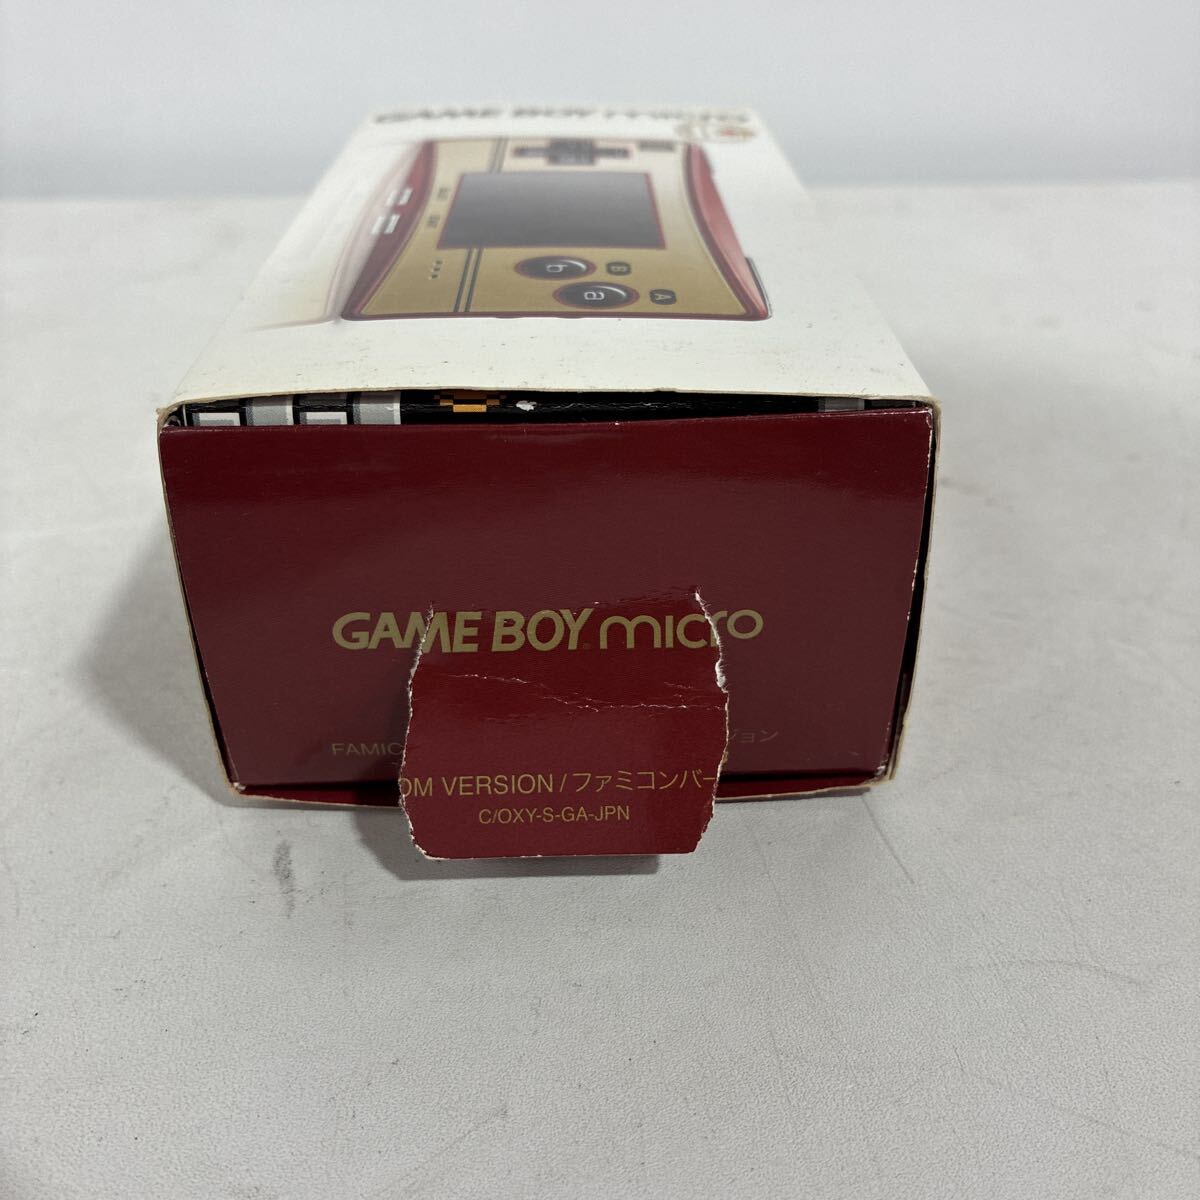 GAME BOY micro
B
b
A
a
GAME BOY micro
FAMIC ジョン
OM VERSION/ファミコンバー
C/OXY-S-GA-JPN